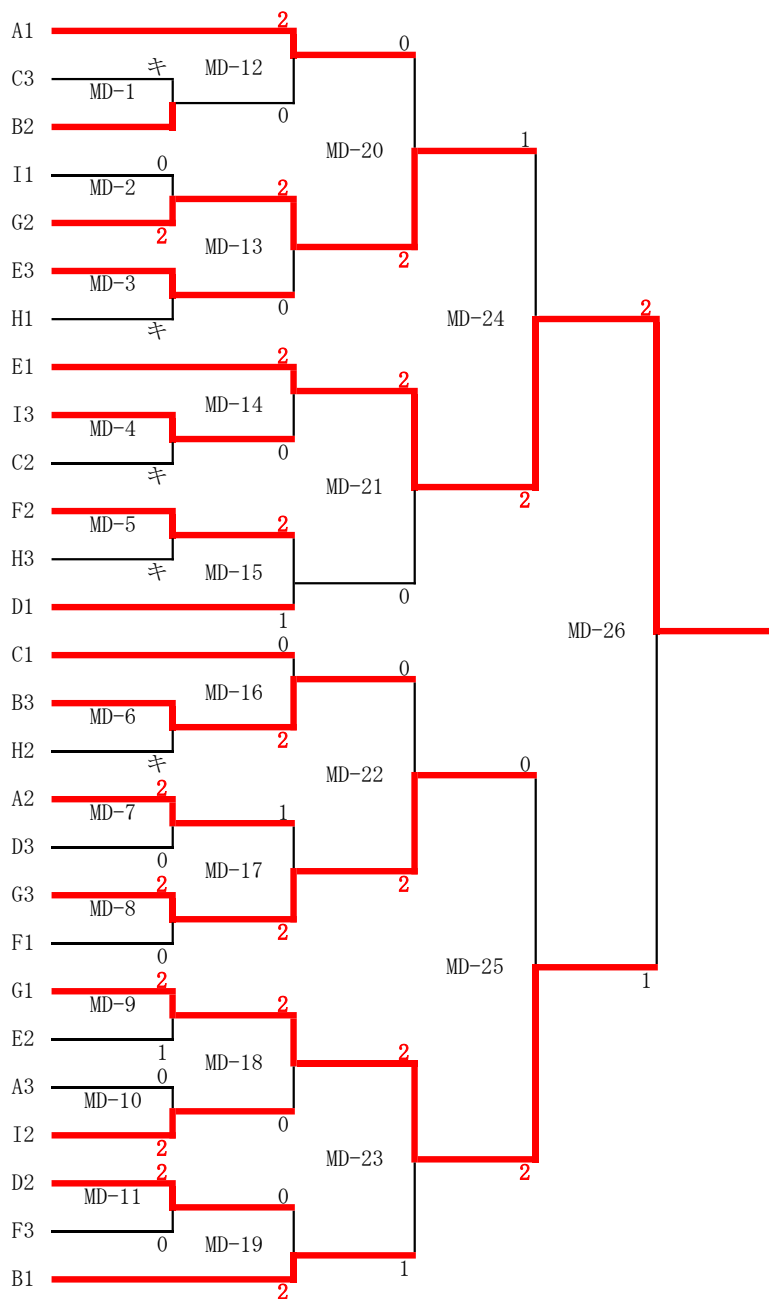 A1 2
0
C3 キ MD-12
MD-1
B2 0
MD-20 1
I1 0
MD-2 2
G2 2 MD-13 2
E3
MD-3 0
H1 キ MD-24 2
E1 2 2
I3 MD-14
MD-4 0
C2 キ MD-21 2
F2 2
MD-5
H3 キ MD-15 0
D1 1
MD-26
C1 0 0
B3 MD-16
MD-6 2
H2 キ MD-22 0
A2 2 1
MD-7
D3 0 MD-17 2
G3 2
MD-8 2
F1 0 MD-25 1
G1 2 2 2
MD-9
E2 1 MD-18
A3 0
MD-10 0
I2 2 MD-23 2
D2 2 0
MD-11
F3 0 MD-19 1
B1 2